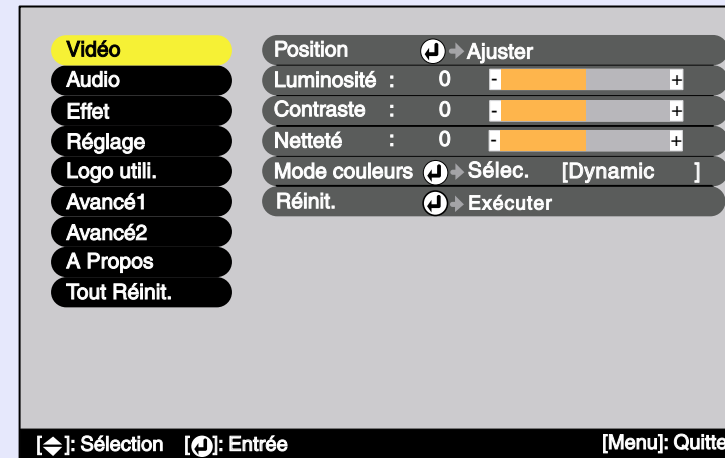 Vidéo
Audio
Effet
Réglage
Logo utili.
Avancé1
Avancé2
A Propos
Tout Réinit.
Position Ajuster
Luminosité : 0 - +
Contraste : 0 - +
Netteté : 0 - +
Mode couleurs Sélec. [Dynamic ]
Réinit. Exécuter
[ ]: Sélection [ ]: Entrée [Menu]: Quitte